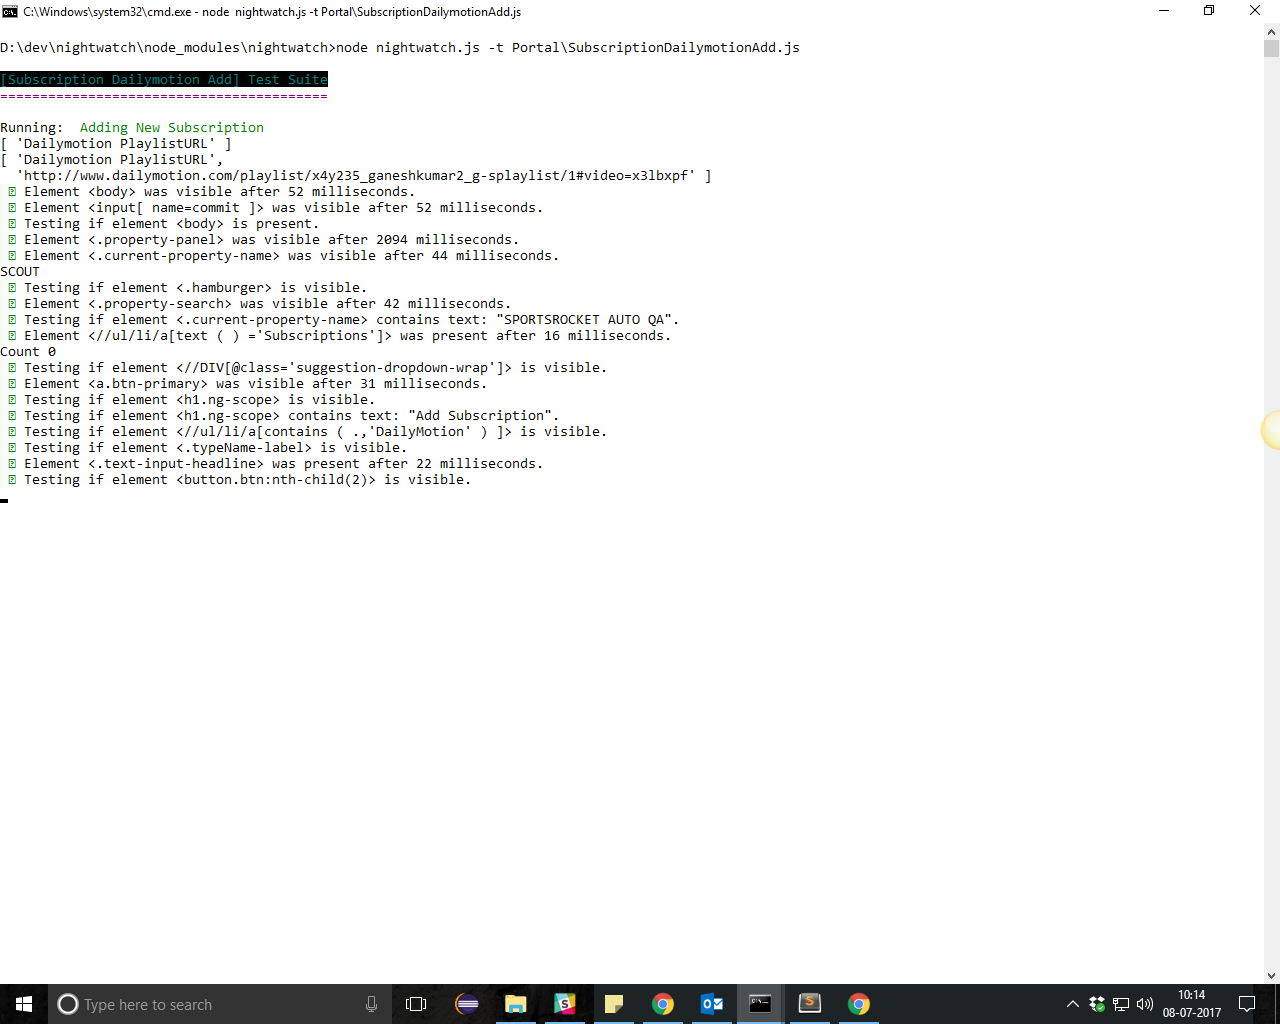 C:\Windows\system32\cmd.exe - node nightwatch.js -t Portal\SubscriptionDailymotionAdd.js
D:\dev\nightwatch\node_modules\nightwatch>node nightwatch.js -t Portal\SubscriptionDailymotionAdd.js
[Subscription Dailymotion Add] Test Suite
=========================================
Running:  Adding New Subscription
[ 'Dailymotion PlaylistURL' ]
[ 'Dailymotion PlaylistURL',
'http://www.dailymotion.com/playlist/x4y235_ganeshkumar2_g-splaylist/1#video=x3lbxpf' ]
Element <body> was visible after 52 milliseconds.
Element <input[ name=commit ]> was visible after 52 milliseconds.
Testing if element <body> is present.
Element <.property-panel> was visible after 2094 milliseconds.
Element <.current-property-name> was visible after 44 milliseconds.
SCOUT
Testing if element <.hamburger> is visible.
Element <.property-search> was visible after 42 milliseconds.
Testing if element <.current-property-name> contains text: "SPORTSROCKET AUTO QA".
Element <//ul/li/a[text ( ) ='Subscriptions']> was present after 16 milliseconds.
Count 0
Testing if element <//DIV[@class='suggestion-dropdown-wrap']> is visible.
Element <a.btn-primary> was visible after 31 milliseconds.
Testing if element <h1.ng-scope> is visible.
Testing if element <h1.ng-scope> contains text: "Add Subscription".
Testing if element <//ul/li/a[contains ( .,'DailyMotion' ) ]> is visible.
Testing if element <.typeName-label> is visible.
Element <.text-input-headline> was present after 22 milliseconds.
Testing if element <button.btn:nth-child(2)> is visible.
Type here to search
10:14
08-07-2017